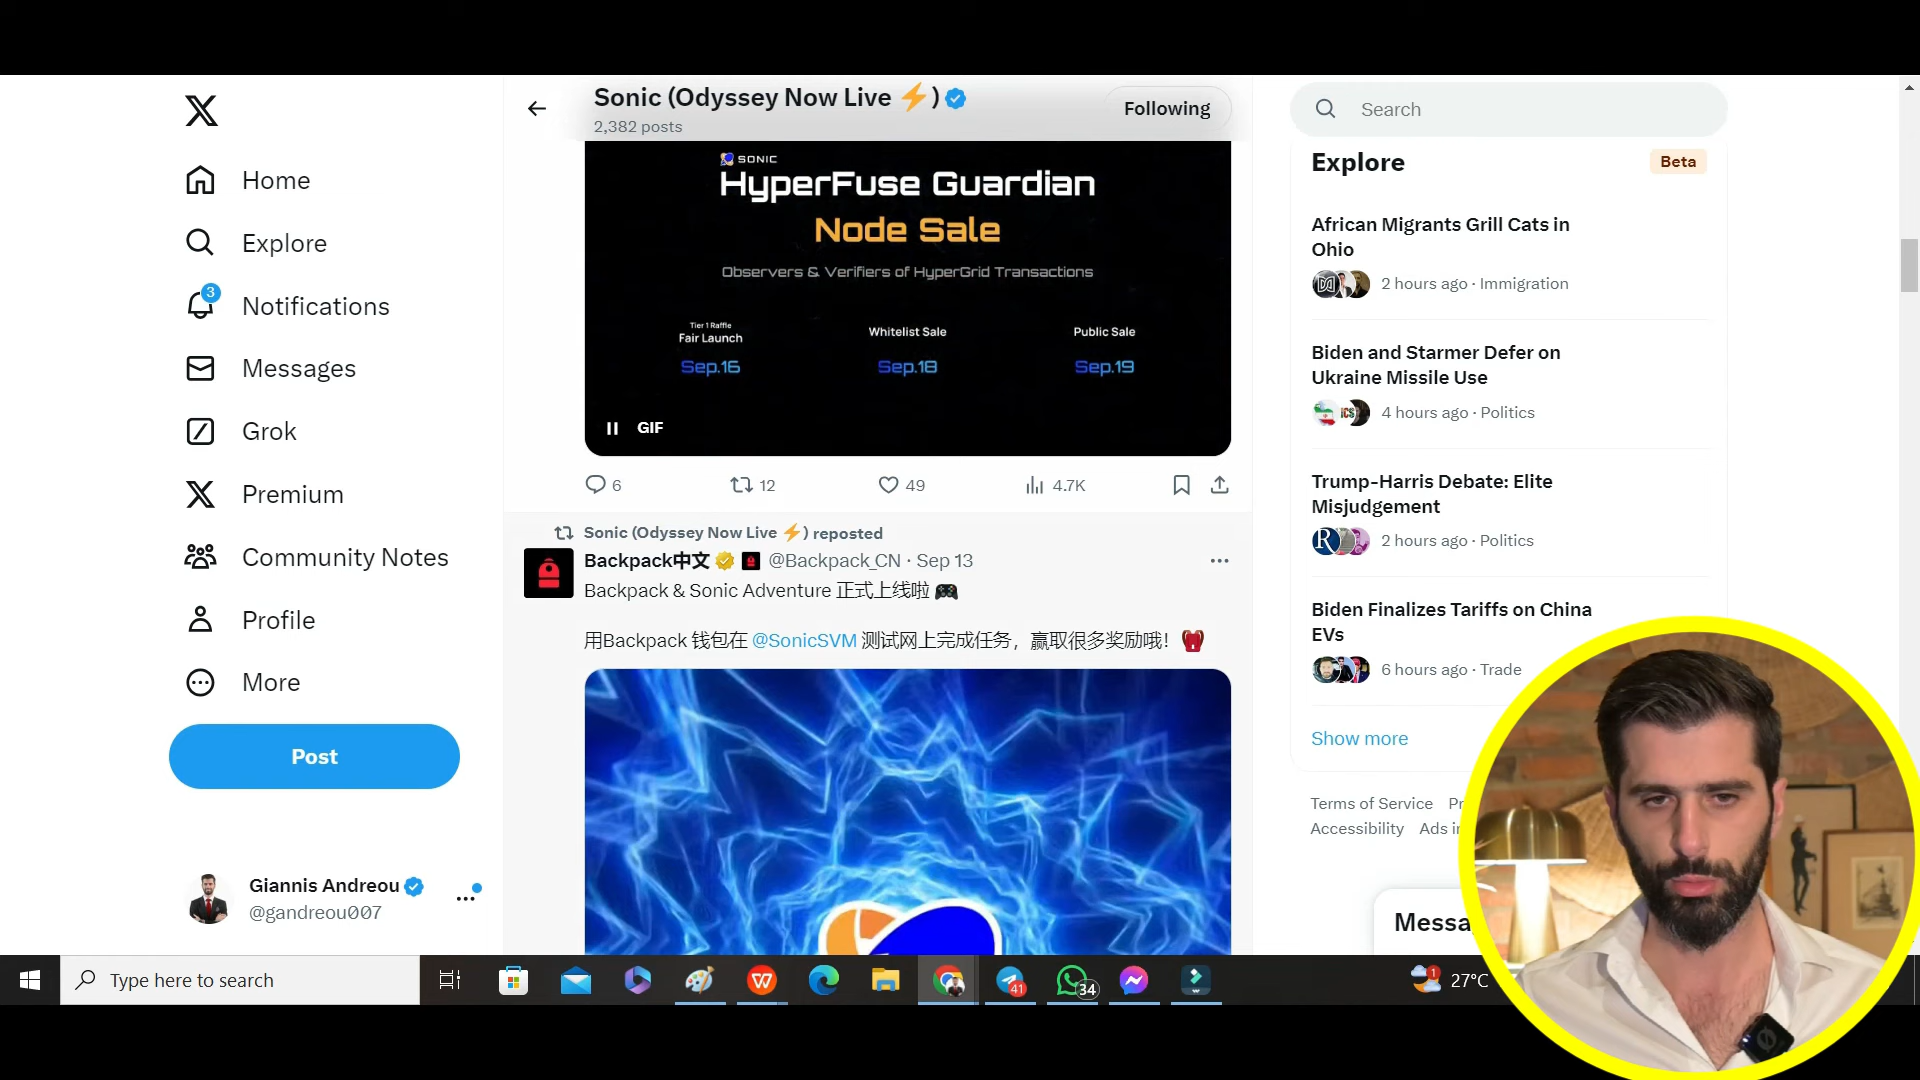 Home
Explore
3
Notifications
Messages
Grok
Premium
Community Notes
Profile
More
Post
Giannis Andreou
@gandreou007
Sonic (Odyssey Now Live ⚡)
2,382 posts
Following
SONIC
HyperFuse Guardian
Node Sale
Observers & Verifiers of HyperGrid Transactions
Tier 1 Raffle
Fair Launch
Sep.16
Whitelist Sale
Sep.18
Public Sale
Sep.19
GIF
6
12
49
4.7K
Sonic (Odyssey Now Live ⚡) reposted
Backpack中文 @Backpack_CN · Sep 13
Backpack & Sonic Adventure 正式上线啦 🎮
用Backpack 钱包在 @SonicSVM 测试网上完成任务，赢取很多奖励哦！🎒
Search
Explore
Beta
African Migrants Grill Cats in
Ohio
2 hours ago · Immigration
Biden and Starmer Defer on
Ukraine Missile Use
4 hours ago · Politics
Trump-Harris Debate: Elite
Misjudgement
2 hours ago · Politics
Biden Finalizes Tariffs on China
EVs
6 hours ago · Trade
Show more
Terms of Service
Accessibility Ads
Type here to search
41
34
1
27°C